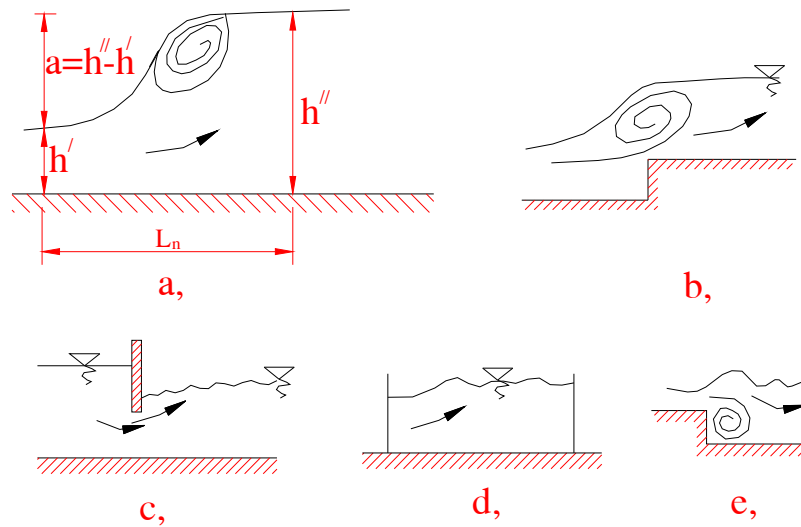 a=h//-h/
h/
h//
Ln
a,
b,
c,
d,
e,